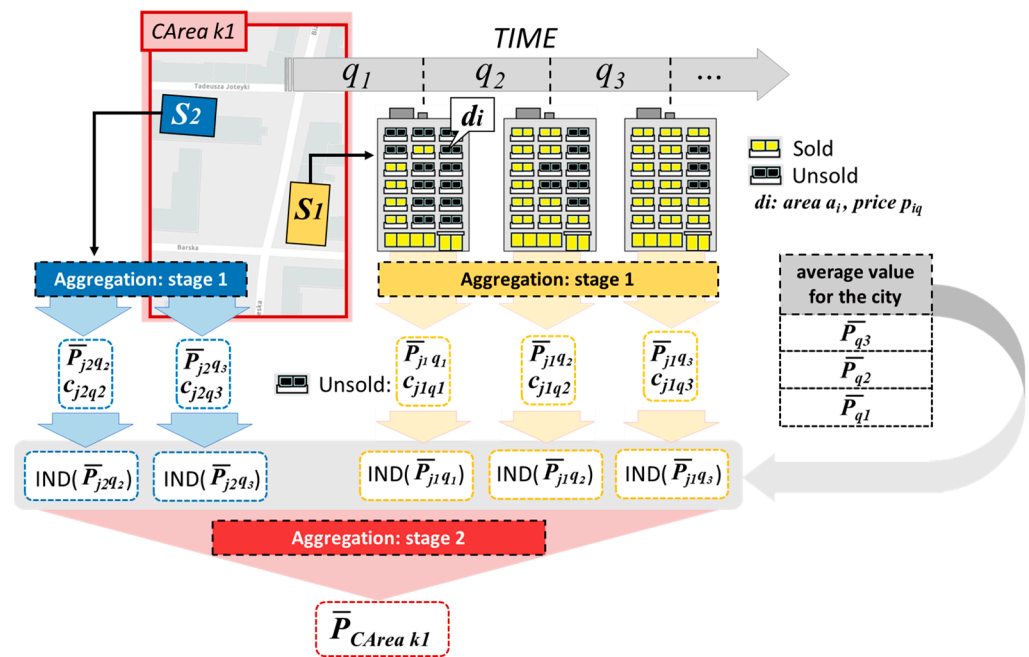 CArea k1
TIME
q1 q2 q3 ...
Tadeusza Joteyki
S2
di
S1
Sold
Unsold
di: area ai , price piq
Barska
Aggregation: stage 1
Aggregation: stage 1
average value
for the city
P̅q3
P̅q2
P̅q1
P̅j2q2
cj2q2
P̅j2q3
cj2q3
Unsold:
P̅j1q1
cj1q1
P̅j1q2
cj1q2
P̅j1q3
cj1q3
IND(P̅j2q2)
IND(P̅j2q3)
IND(P̅j1q1)
IND(P̅j1q2)
IND(P̅j1q3)
Aggregation: stage 2
P̅CArea k1